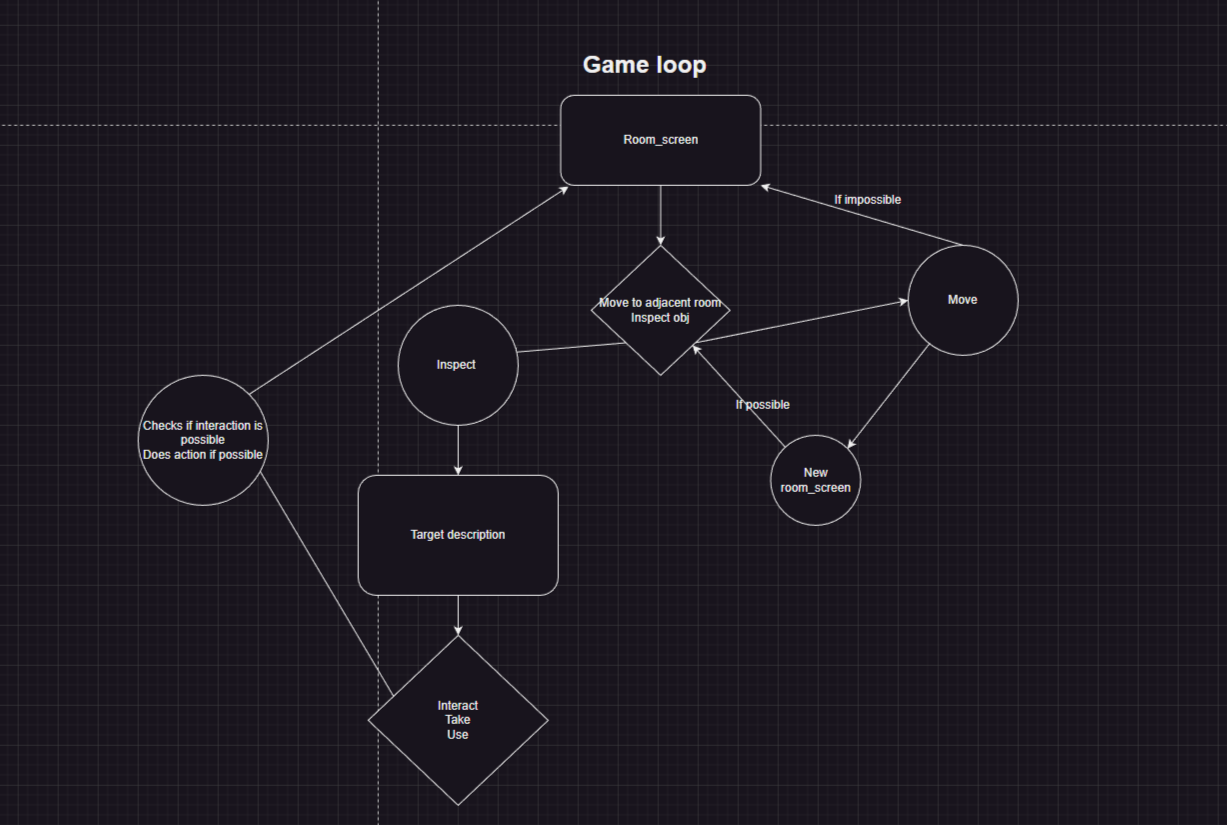 Game loop
Room_screen
If impossible
Move to adjacent room
Inspect obj
Move
Inspect
If possible
Checks if interaction is
possible
Does action if possible
New
room_screen
Target description
Interact
Take
Use